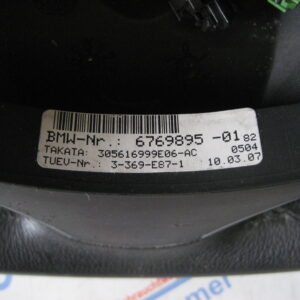 BMW-Nr.: 6769895 -01 82
TAKATA: 305616999E06-AC 0504
TUEV-Nr.: 3-369-E87-1 10.03.07